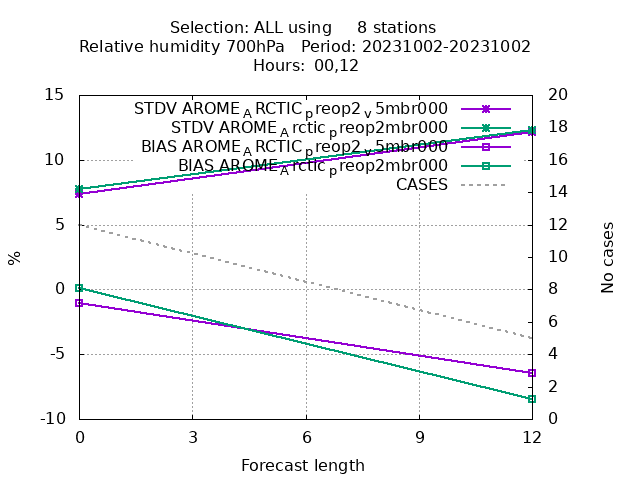 Selection: ALL using     8 stations
Relative humidity 700hPa   Period: 20231002-20231002
Hours:  00,12
15
10
5
0
-5
-10
%
STDV AROME_ARCTIC_preop2_v5mbr000
STDV AROME_Arctic_preop2mbr000
BIAS AROME_ARCTIC_preop2_v5mbr000
BIAS AROME_Arctic_preop2mbr000
CASES
20
18
16
14
12
10
8
6
4
2
0
No cases
0 3 6 9 12
Forecast length